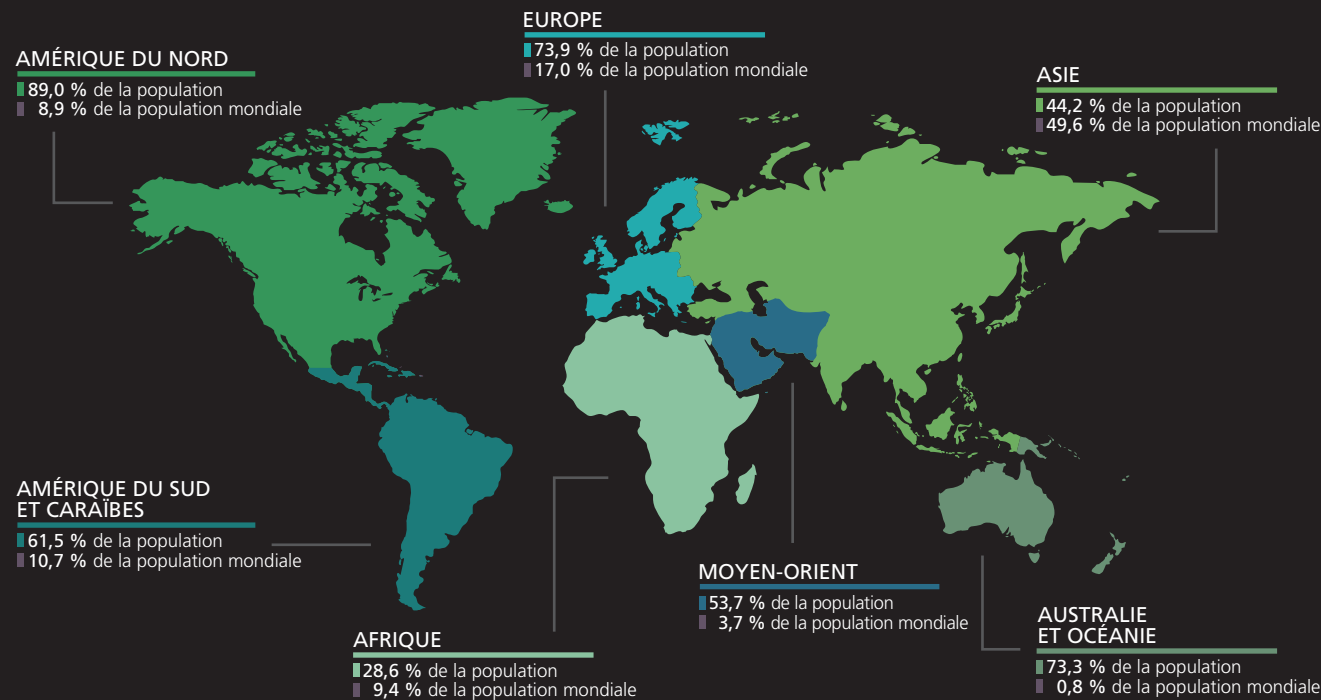 EUROPE
73,9 % de la population
17,0 % de la population mondiale
AMÉRIQUE DU NORD
89,0 % de la population
8,9 % de la population mondiale
ASIE
44,2 % de la population
49,6 % de la population mondiale
AMÉRIQUE DU SUD
ET CARAÏBES
61,5 % de la population
10,7 % de la population mondiale
MOYEN-ORIENT
53,7 % de la population
3,7 % de la population mondiale
AUSTRALIE
ET OCÉANIE
73,3 % de la population
0,8 % de la population mondiale
AFRIQUE
28,6 % de la population
9,4 % de la population mondiale